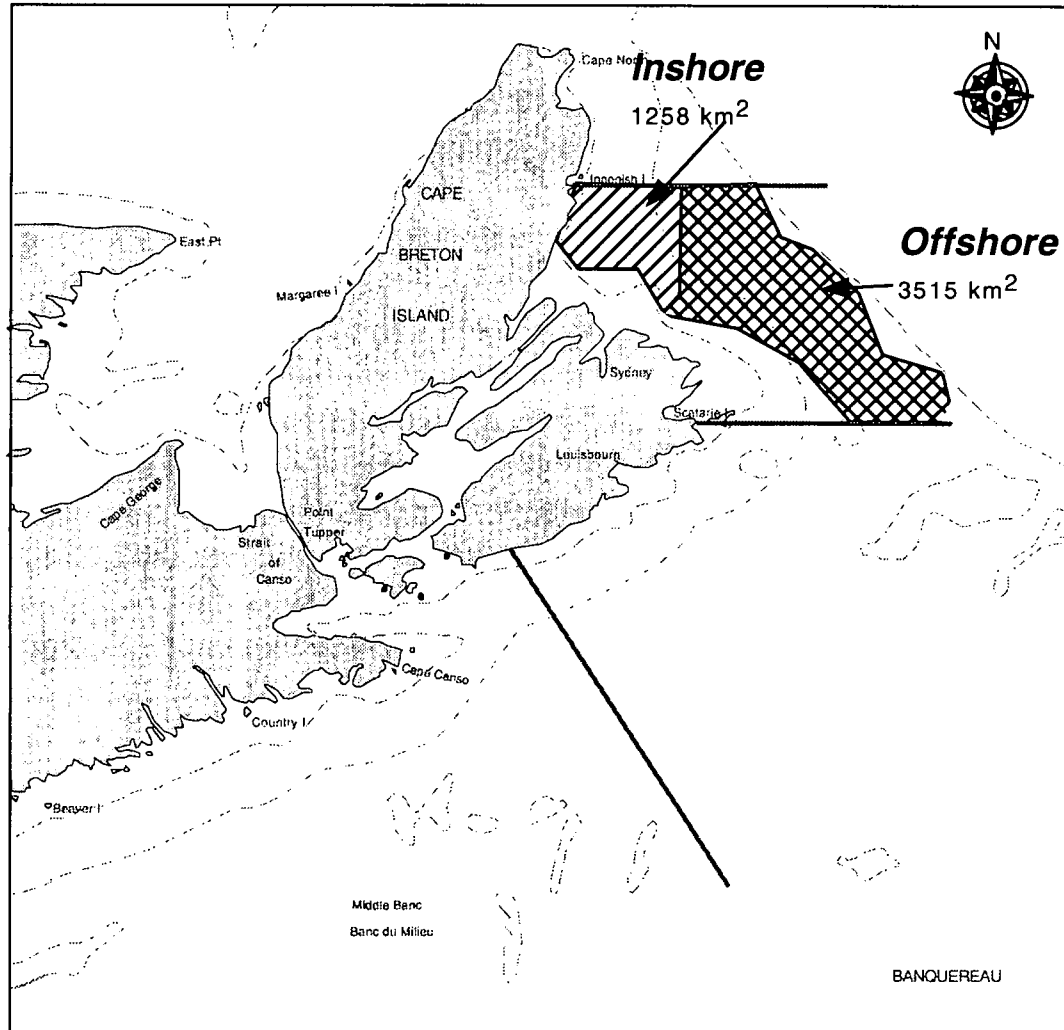 N
Cape North
Inshore
1258 km²
Ingonish I
CAPE
BRETON
ISLAND
East Pt
Offshore
3515 km²
Margaree I
Sydney
Scatarie I
Louisbourg
Cape George
Point
Tupper
Strait
of
Canso
Cape Canso
Country I
Beaver I
Middle Banc
Banc du Milieu
BANQUEREAU